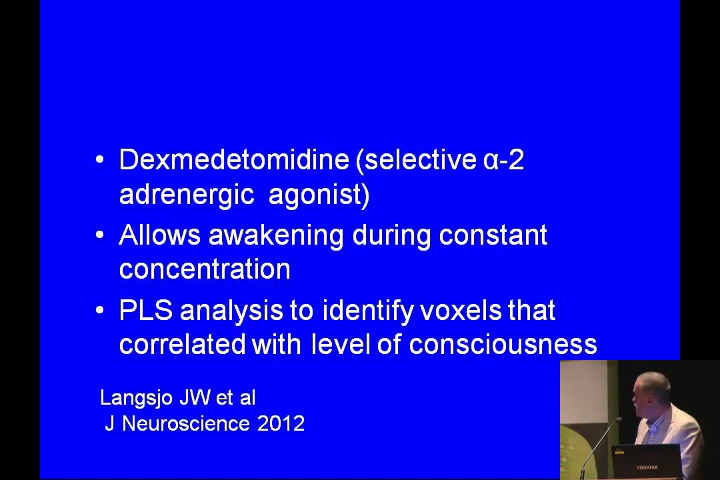 • Dexmedetomidine (selective α-2
adrenergic agonist)
• Allows awakening during constant
concentration
• PLS analysis to identify voxels that
correlated with level of consciousness
Langsjo JW et al
J Neuroscience 2012
TOSHIBA